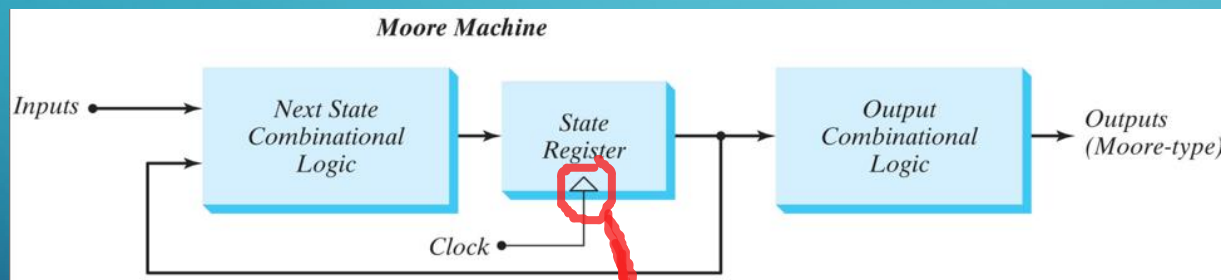 Moore Machine
Inputs
Next State
Combinational
Logic
State
Register
Output
Combinational
Logic
Outputs
(Moore-type)
Clock